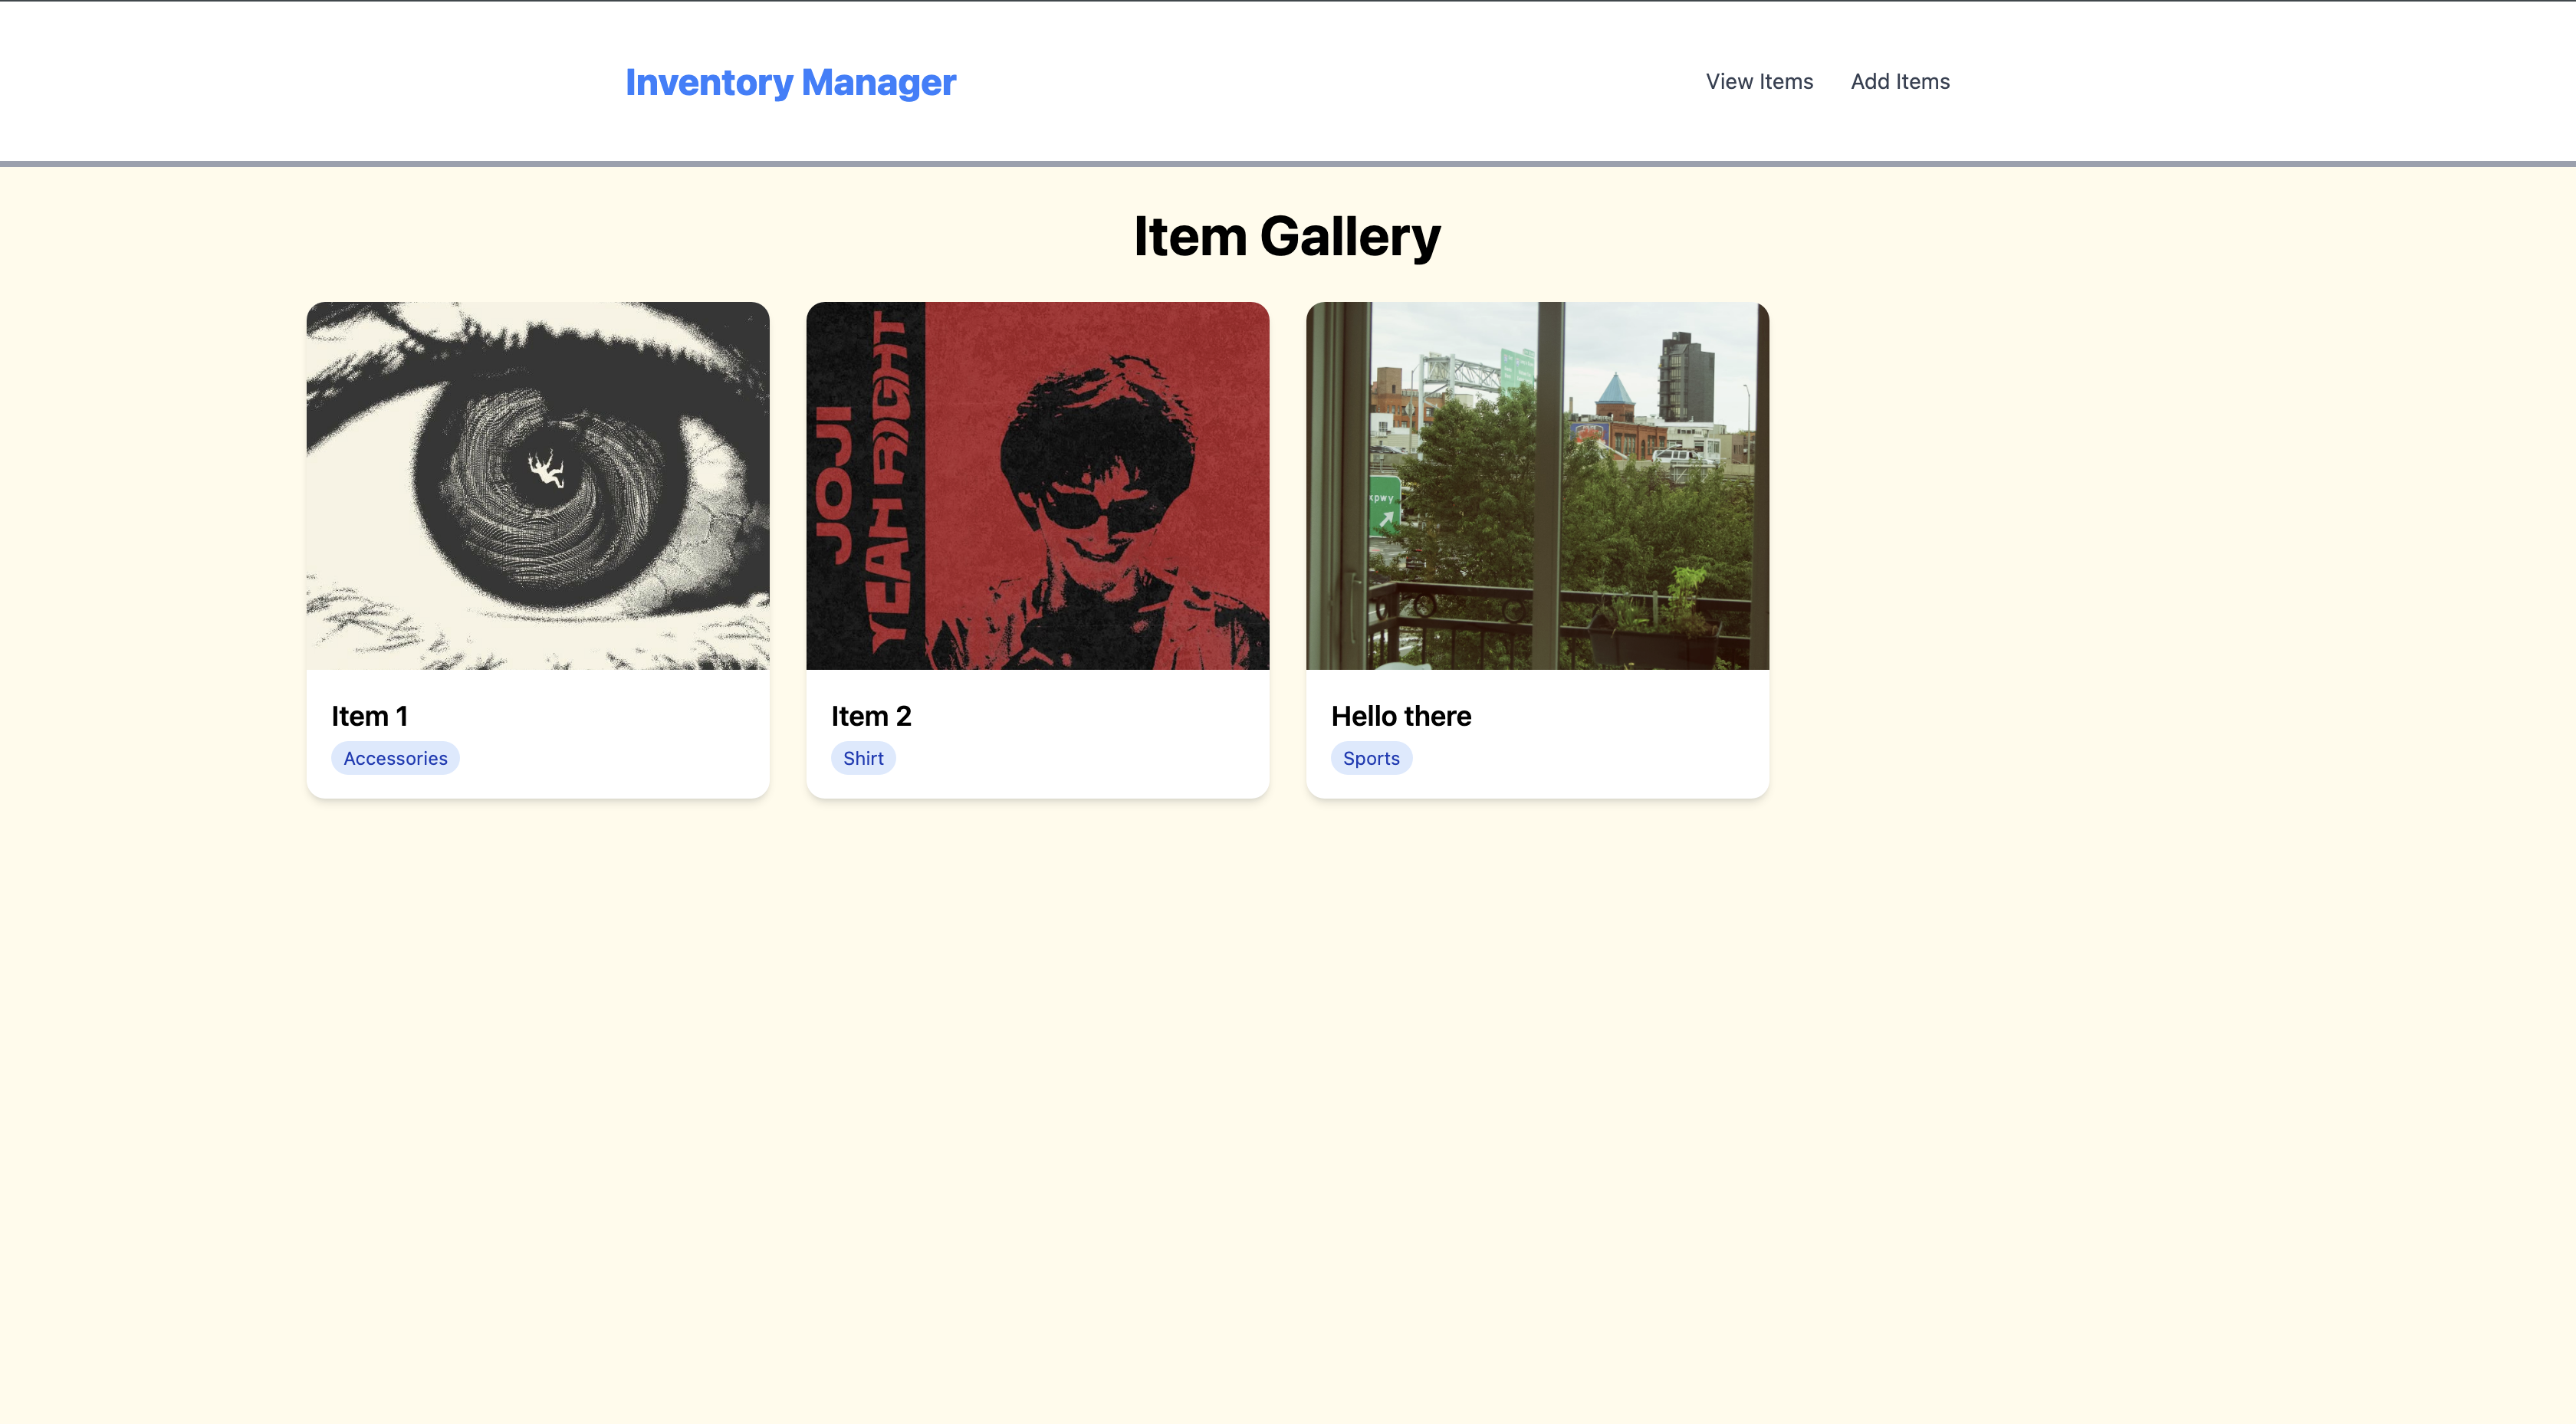 Inventory Manager
View Items
Add Items
Item Gallery
JOJI
YEAH RIGHT
xpwy
Item 1
Accessories
Item 2
Shirt
Hello there
Sports